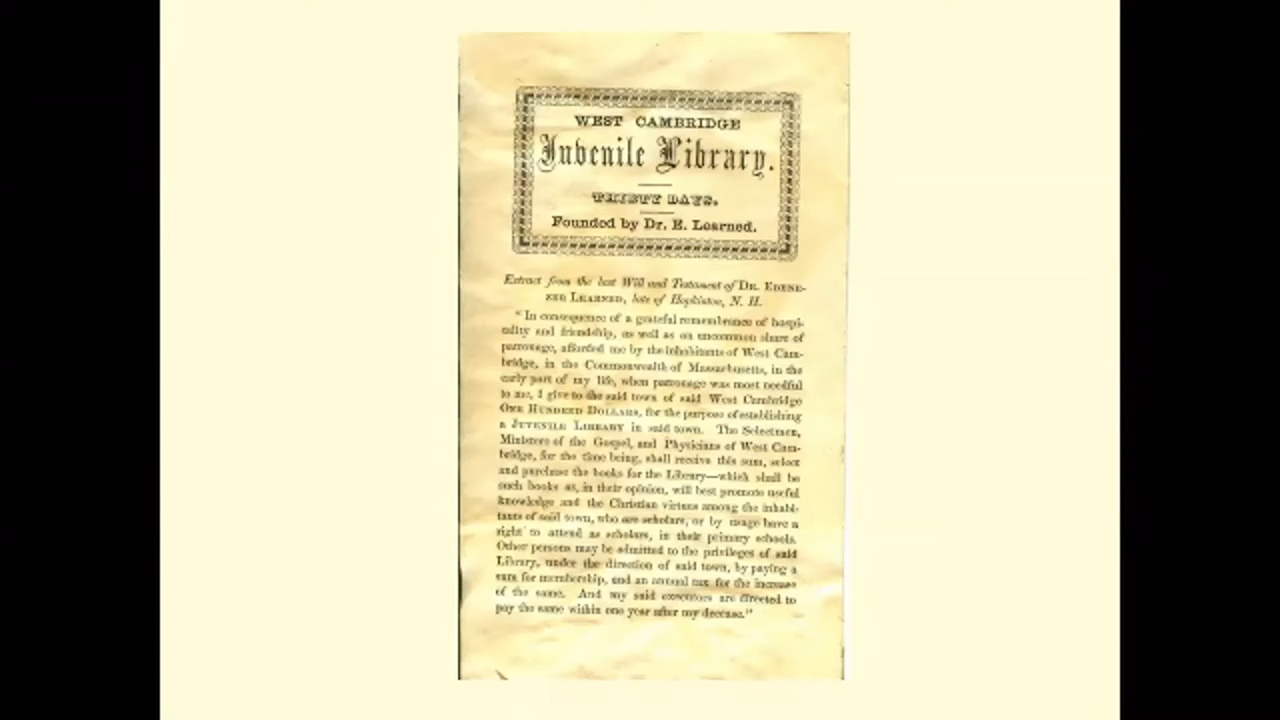 WEST CAMBRIDGE
Juvenile Library.
THIRTY DAYS.
Founded by Dr. E. Learned.
Extract from the last Will and Testament of DR. EBENE-
ZER LEARNED, late of Hopkinton, N. H.
"In consequence of a grateful remembrance of hospi-
tality and friendship, as well as an uncommon share of
patronage, afforded me by the inhabitants of West Cam-
bridge, in the Commonwealth of Massachusetts, in the
early part of my life, when patronage was most needful
to me, I give to the said town of said West Cambridge
ONE HUNDRED DOLLARS, for the purpose of establishing
a JUVENILE LIBRARY in said town. The Selectmen,
Ministers of the Gospel, and Physicians of West Cam-
bridge, for the time being, shall receive this sum, select
and purchase the books for the Library—which shall be
such books as, in their opinion, will best promote useful
knowledge and the Christian virtues among the inhabi-
tants of said town, who are scholars, or by usage have a
right to attend as scholars, in their primary schools.
Other persons may be admitted to the privileges of said
Library, under the direction of said town, by paying a
sum for membership, and an annual tax for the increase
of the same. And my said executors are directed to
pay the same within one year after my decease."